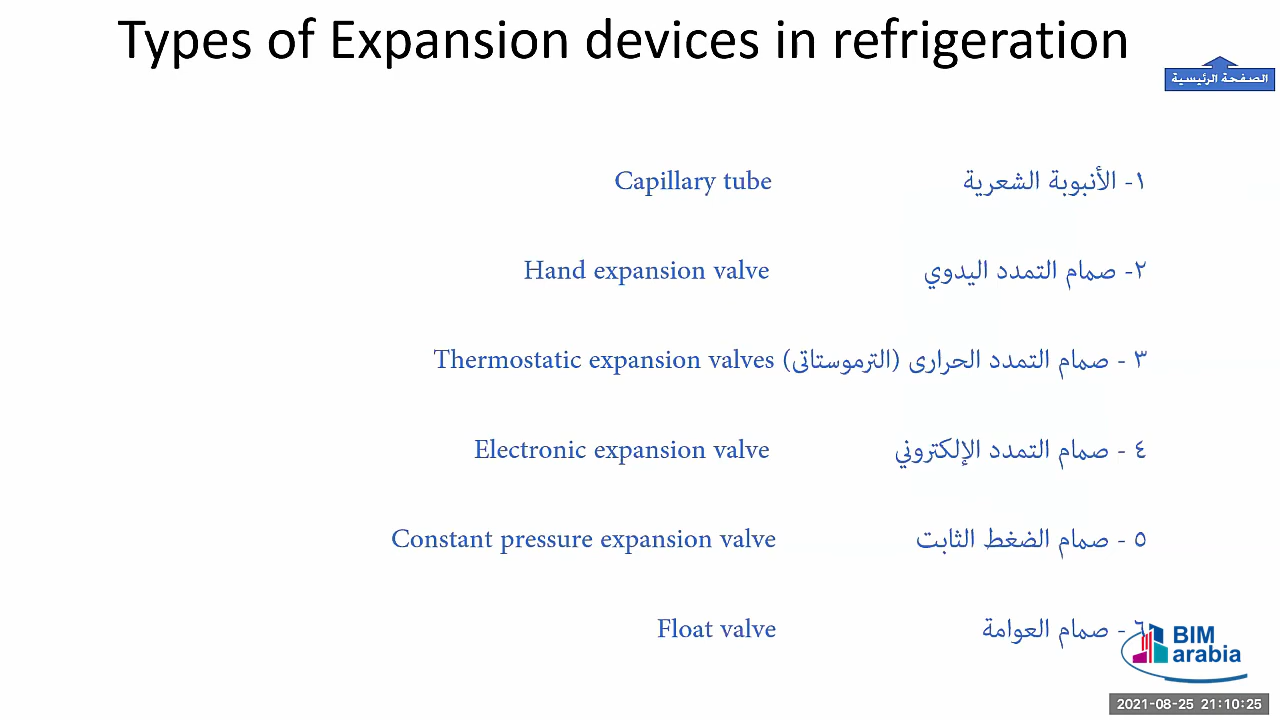 Types of Expansion devices in refrigeration
الصفحة الرئيسية
١- الأنبوبة الشعرية Capillary tube
٢- صمام التمدد اليدوي Hand expansion valve
٣ - صمام التمدد الحرارى (الترموستاتى) Thermostatic expansion valves
٤ - صمام التمدد الإلكتروني Electronic expansion valve
٥ - صمام الضغط الثابت Constant pressure expansion valve
٦ - صمام العوامة Float valve
BIM
arabia
2021-08-25 21:10:25